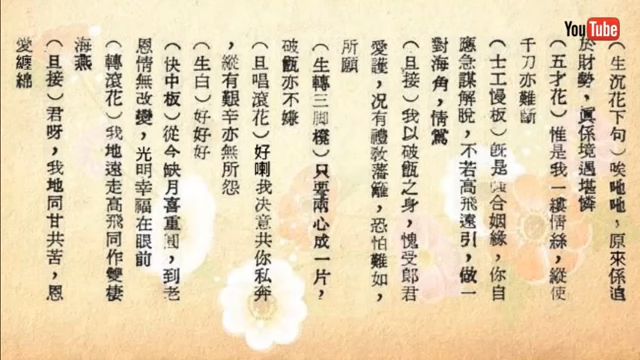 YouTube
(生沉花下句)唉吔吔,原來係迫
於財勢,眞係境遇堪憐
(五才花)惟是我一縷情絲,縱使
千刀亦難斷
(士工慢板)旣是 合姻緣,你自
應急謀解脫,不若高飛遠引,做一
對海角,情鴛
(旦接)我以破甑之身,愧受郎君
愛護,况有禮敎藩籬,恐怕難如,
所願
(生轉三脚櫈)只要兩心成一片,
破甑亦不嫌
(旦唱滾花)好喇我决意共你私奔
,縱有艱辛亦無所怨
(生白)好好好
(快中板)從今缺月喜重圓,到老
恩情無改變,光明幸福在眼前
(轉滾花)我地遠走高飛同作雙棲
海燕
(旦接)君呀,我地同甘共苦,恩
愛纏綿